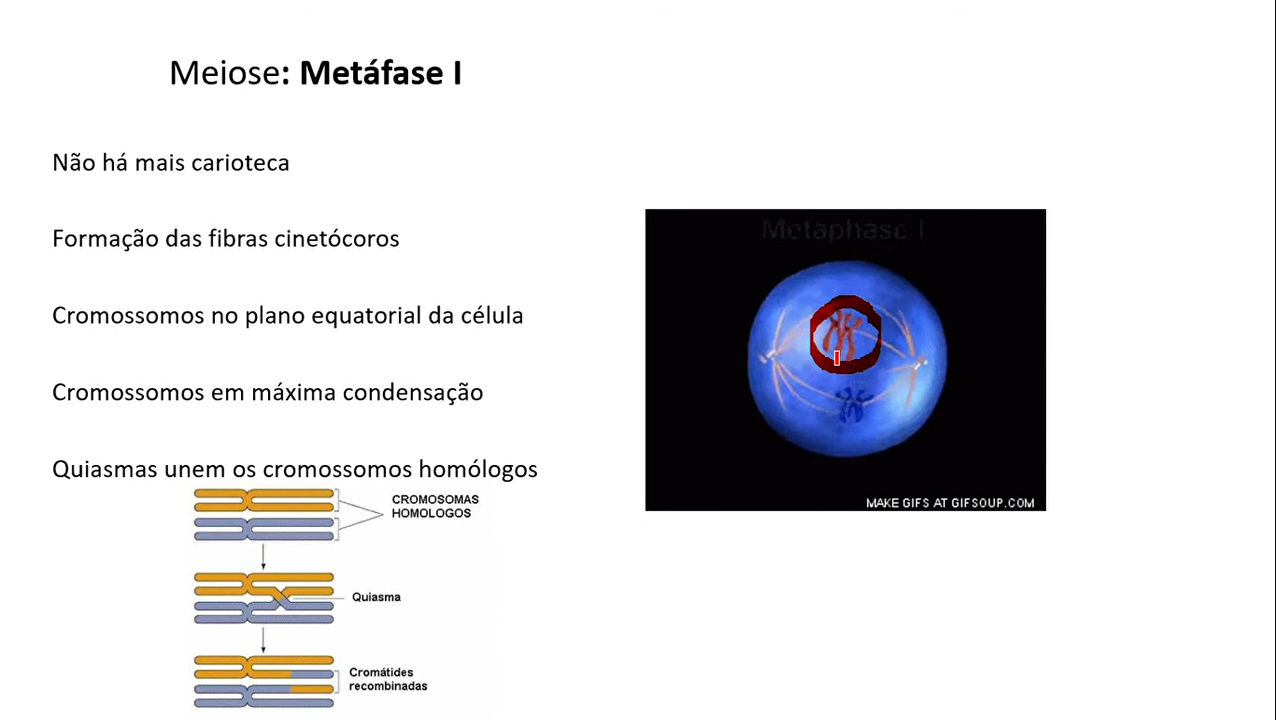 Meiose: Metáfase I
Não há mais carioteca
Formação das fibras cinetócoros
Cromossomos no plano equatorial da célula
Cromossomos em máxima condensação
Quiasmas unem os cromossomos homólogos
CROMOSOMAS
HOMOLOGOS
Quiasma
Cromátides
recombinadas
Metaphase I
MAKE GIFS AT GIFSOUP.COM